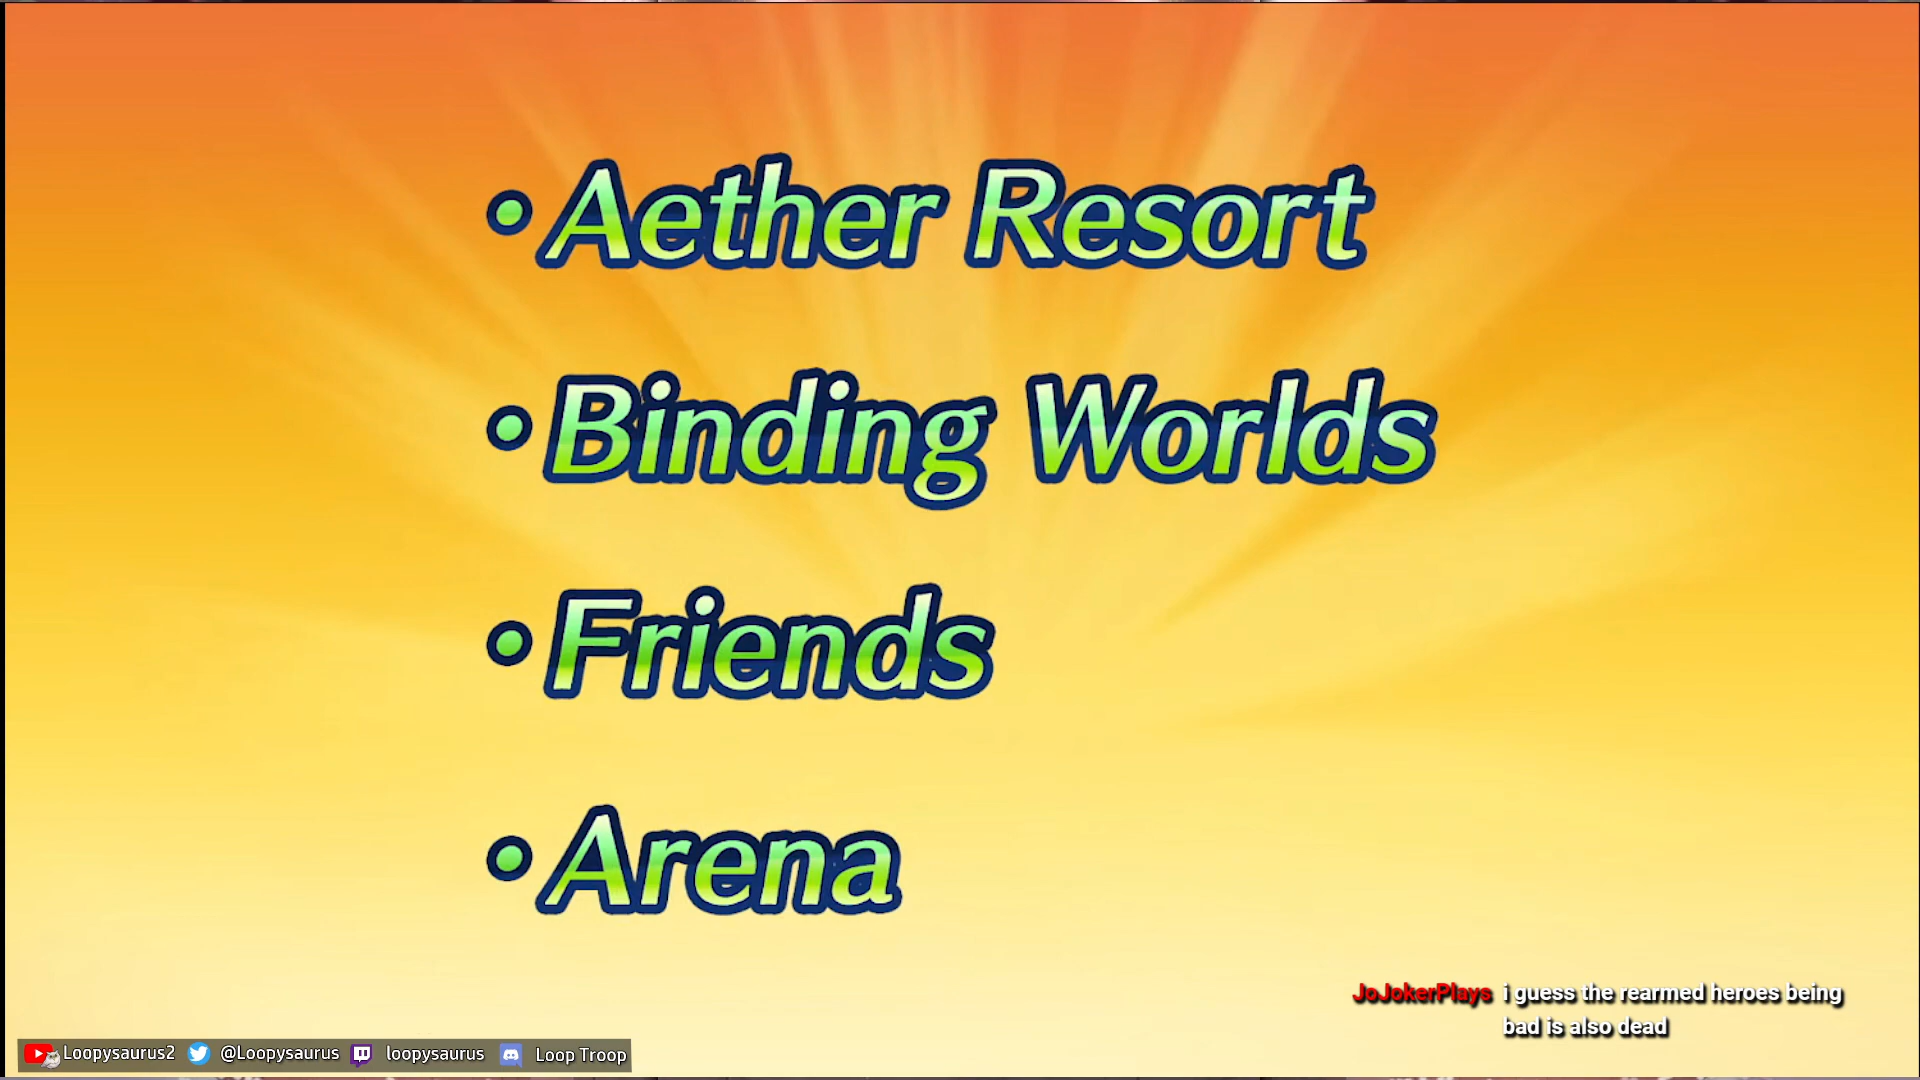 • Aether Resort
• Binding Worlds
• Friends
• Arena
JoJokerPlays i guess the rearmed heroes being
bad is also dead
Loopysaurus2 @Loopysaurus loopysaurus Loop Troop